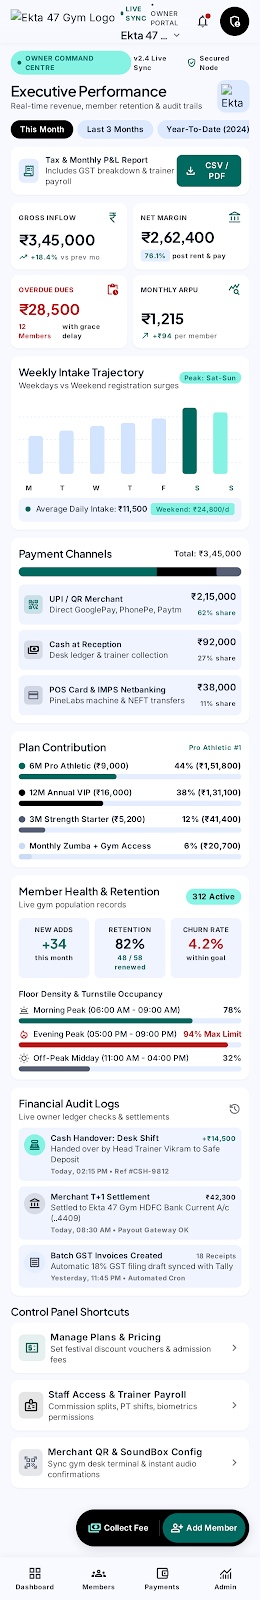 Ekta 47 Gym Logo
LIVE SYNC
• OWNER PORTAL
Ekta 47 ...
OWNER COMMAND CENTRE
v2.4 Live Sync
Secured Node
Executive Performance
Real-time revenue, member retention & audit trails
Ekta
This Month
Last 3 Months
Year-To-Date (2024)
Tax & Monthly P&L Report
Includes GST breakdown & trainer payroll
CSV / PDF
GROSS INFLOW
₹3,45,000
+18.4% vs prev mo
NET MARGIN
₹2,62,400
76.1% post rent & pay
OVERDUE DUES
₹28,500
12 Members with grace delay
MONTHLY ARPU
₹1,215
+₹94 per member
Weekly Intake Trajectory
Weekdays vs Weekend registration surges
Peak: Sat-Sun
M T W T F S S
Average Daily Intake: ₹11,500
Weekend: ₹24,800/d
Payment Channels
Total: ₹3,45,000
UPI / QR Merchant
Direct GooglePay, PhonePe, Paytm
₹2,15,000
62% share
Cash at Reception
Desk ledger & trainer collection
₹92,000
27% share
POS Card & IMPS Netbanking
PineLabs machine & NEFT transfers
₹38,000
11% share
Plan Contribution
Pro Athletic #1
6M Pro Athletic (₹9,000)
44% (₹1,51,800)
12M Annual VIP (₹16,000)
38% (₹1,31,100)
3M Strength Starter (₹5,200)
12% (₹41,400)
Monthly Zumba + Gym Access
6% (₹20,700)
Member Health & Retention
Live gym population records
312 Active
NEW ADDS
+34
this month
RETENTION
82%
48 / 58 renewed
CHURN RATE
4.2%
within goal
Floor Density & Turnstile Occupancy
Morning Peak (06:00 AM - 09:00 AM)
78%
Evening Peak (05:00 PM - 09:00 PM)
94% Max Limit
Off-Peak Midday (11:00 AM - 04:00 PM)
32%
Financial Audit Logs
Live owner ledger checks & settlements
Cash Handover: Desk Shift
+₹14,500
Handed over by Head Trainer Vikram to Safe Deposit
Today, 02:15 PM • Ref #CSH-9812
Merchant T+1 Settlement
₹42,300
Settled to Ekta 47 Gym HDFC Bank Current A/c (..4409)
Today, 08:30 AM • Payout Gateway OK
Batch GST Invoices Created
18 Receipts
Automatic 18% GST filing draft synced with Tally
Yesterday, 11:45 PM • Automated Cron
Control Panel Shortcuts
Manage Plans & Pricing
Set festival discount vouchers & admission fees
Staff Access & Trainer Payroll
Commission splits, PT shifts, biometrics permissions
Merchant QR & SoundBox Config
Sync gym desk terminal & instant audio confirmations
Collect Fee
Add Member
Dashboard
Members
Payments
Admin